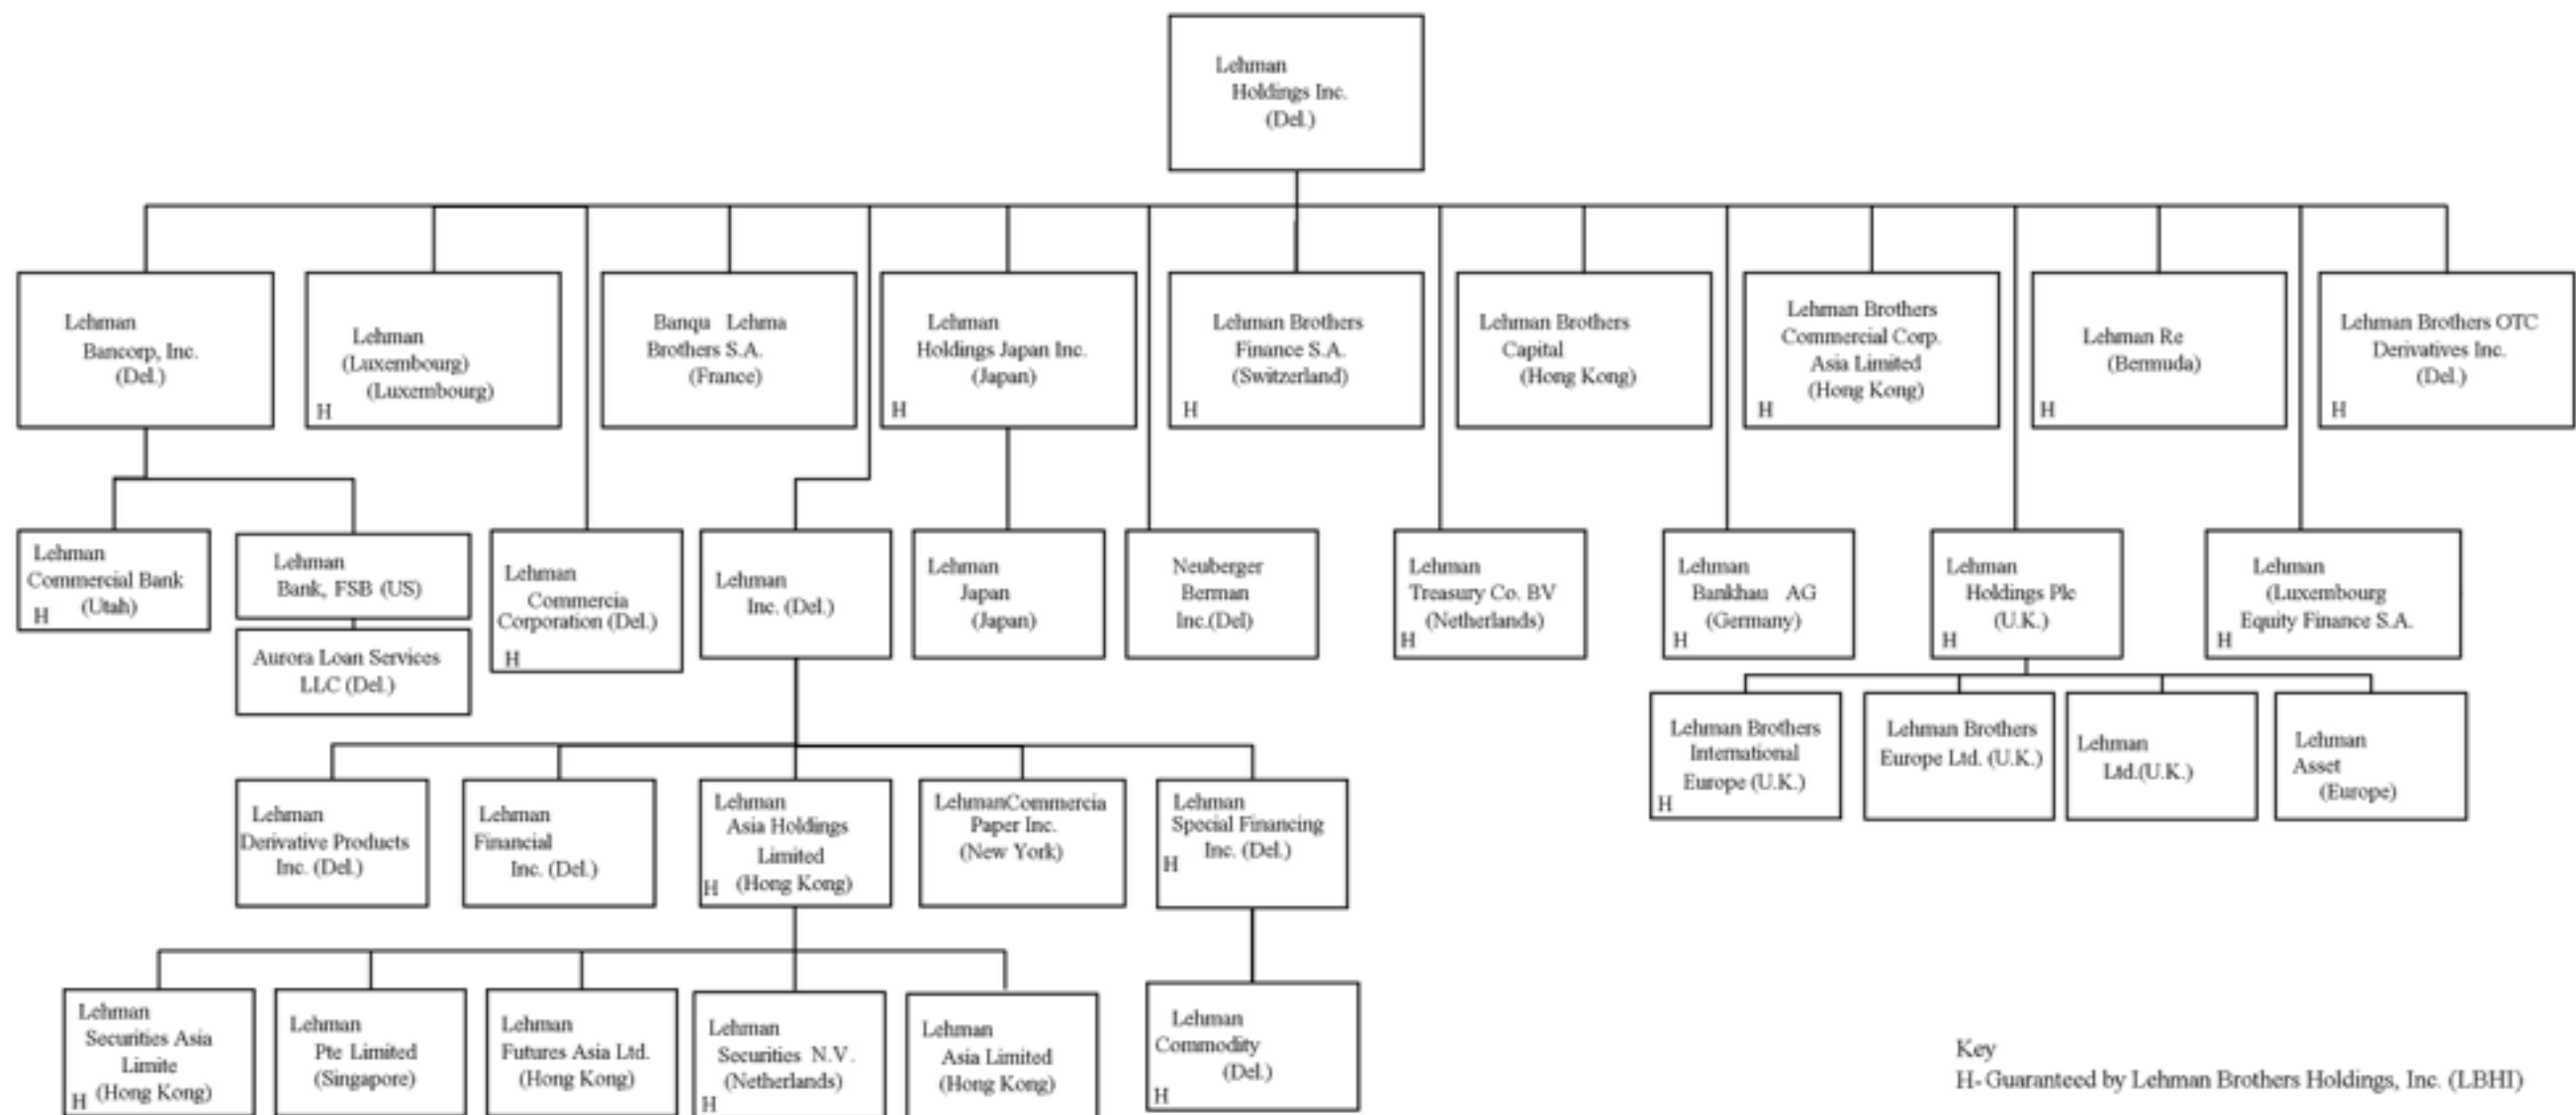 Lehman
Holdings Inc.
(Del.)
Lehman
Bancorp, Inc.
(Del.)
Lehman
(Luxembourg)
(Luxembourg)
H
Banqu Lehma
Brothers S.A.
(France)
Lehman
Holdings Japan Inc.
(Japan)
H
Lehman Brothers
Finance S.A.
(Switzerland)
H
Lehman Brothers
Capital
(Hong Kong)
Lehman Brothers
Commercial Corp.
Asia Limited
(Hong Kong)
H
Lehman Re
(Bermuda)
H
Lehman Brothers OTC
Derivatives Inc.
(Del.)
H
Lehman
Commercial Bank
(Utah)
H
Lehman
Bank, FSB (US)
Aurora Loan Services
LLC (Del.)
Lehman
Commercia
Corporation (Del.)
H
Lehman
Inc. (Del.)
Lehman
Japan
(Japan)
Neuberger
Berman
Inc.(Del)
Lehman
Treasury Co. BV
(Netherlands)
H
Lehman
Bankhau AG
(Germany)
H
Lehman
Holdings Plc
(U.K.)
H
Lehman
(Luxembourg
Equity Finance S.A.
H
Lehman Brothers
International
Europe (U.K.)
H
Lehman Brothers
Europe Ltd. (U.K.)
Lehman
Ltd.(U.K.)
Lehman
Asset
(Europe)
Lehman
Derivative Products
Inc. (Del.)
Lehman
Financial
Inc. (Del.)
Lehman
Asia Holdings
Limited
(Hong Kong)
H
LehmanCommercia
Paper Inc.
(New York)
Lehman
Special Financing
Inc. (Del.)
H
Lehman
Securities Asia
Limite
(Hong Kong)
H
Lehman
Pte Limited
(Singapore)
Lehman
Futures Asia Ltd.
(Hong Kong)
Lehman
Securities N.V.
(Netherlands)
H
Lehman
Asia Limited
(Hong Kong)
Lehman
Commodity
(Del.)
H
Key
H- Guaranteed by Lehman Brothers Holdings, Inc. (LBHI)